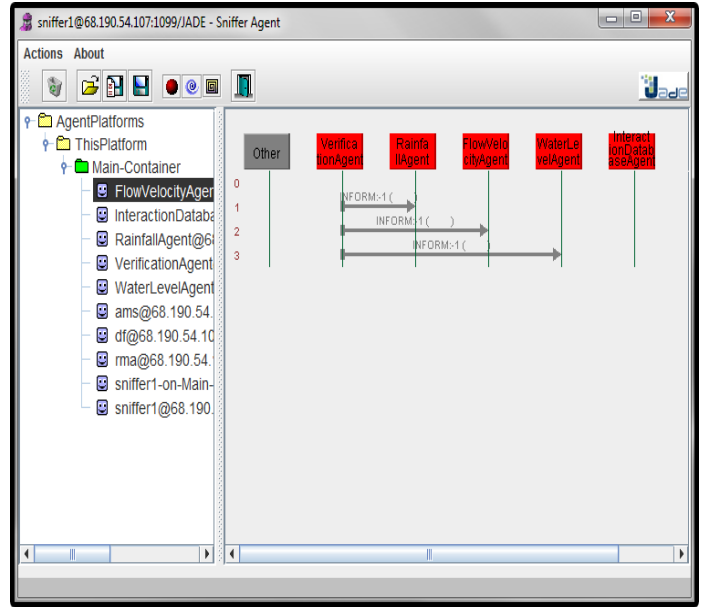 sniffer1@68.190.54.107:1099/JADE - Sniffer Agent
Actions About
Jade
AgentPlatforms
ThisPlatform
Main-Container
FlowVelocityAger
InteractionDataba
RainfallAgent@68
VerificationAgent
WaterLevelAgent
ams@68.190.54.
df@68.190.54.10
rma@68.190.54.
sniffer1-on-Main-
sniffer1@68.190.
Other
Verifica
tionAgent
Rainfa
llAgent
FlowVelo
cityAgent
WaterLe
velAgent
Interact
ionDatab
aseAgent
0
INFORM:-1 ( )
1
INFORM:-1 ( )
2
INFORM:-1 ( )
3